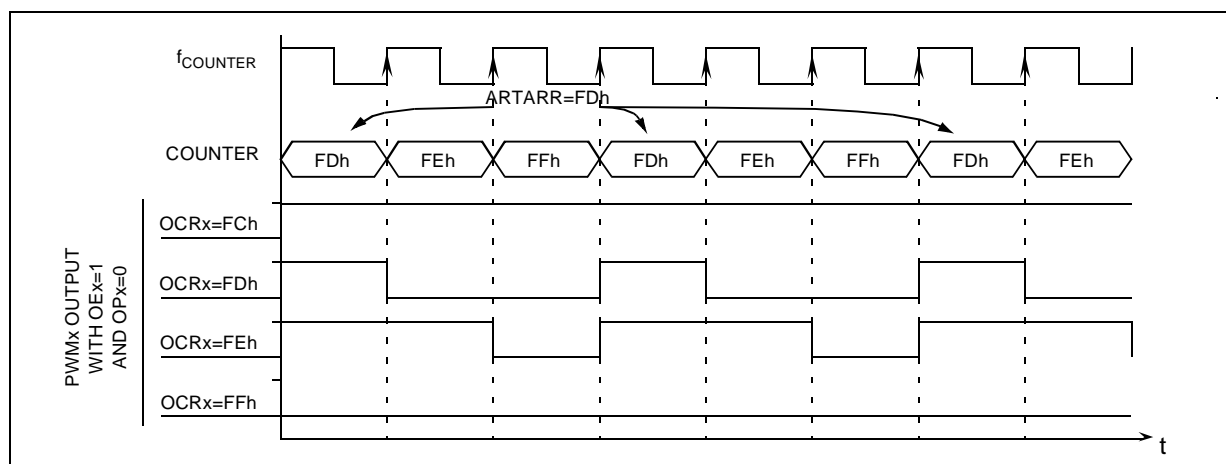 fCOUNTER
ARTARR=FDh
COUNTER
FDh FEh FFh FDh FEh FFh FDh FEh
PWMx OUTPUT
WITH OEx=1
AND OPx=0
OCRx=FCh
OCRx=FDh
OCRx=FEh
OCRx=FFh
t